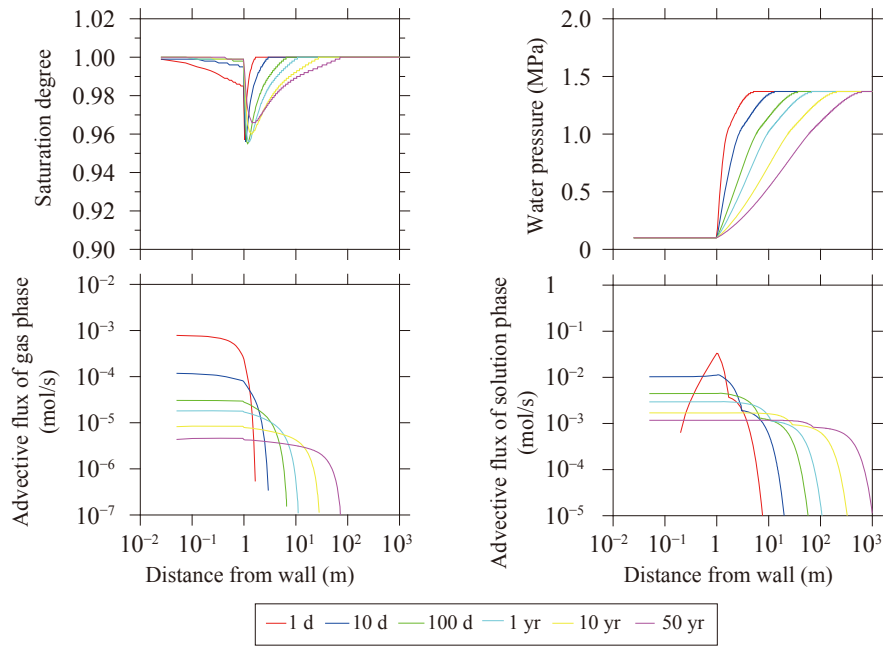 Saturation degree
1.02
1.00
0.98
0.96
0.94
0.92
0.90
Water pressure (MPa)
2.0
1.5
1.0
0.5
0
Advective flux of gas phase
(mol/s)
10⁻²
10⁻³
10⁻⁴
10⁻⁵
10⁻⁶
10⁻⁷
10⁻² 10⁻¹ 1 10¹ 10² 10³
Distance from wall (m)
Advective flux of solution phase
(mol/s)
1
10⁻¹
10⁻²
10⁻³
10⁻⁴
10⁻⁵
10⁻² 10⁻¹ 1 10¹ 10² 10³
Distance from wall (m)
1 d 10 d 100 d 1 yr 10 yr 50 yr